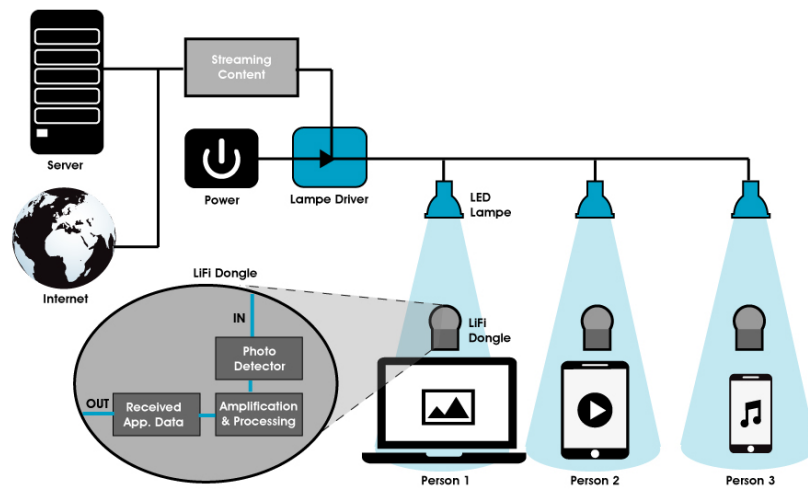 Streaming
Content
Server
Power
Lampe Driver
LED
Lampe
Internet
LiFi Dongle
IN
Photo
Detector
OUT
Received
App. Data
Amplification
& Processing
LiFi
Dongle
Person 1
Person 2
Person 3